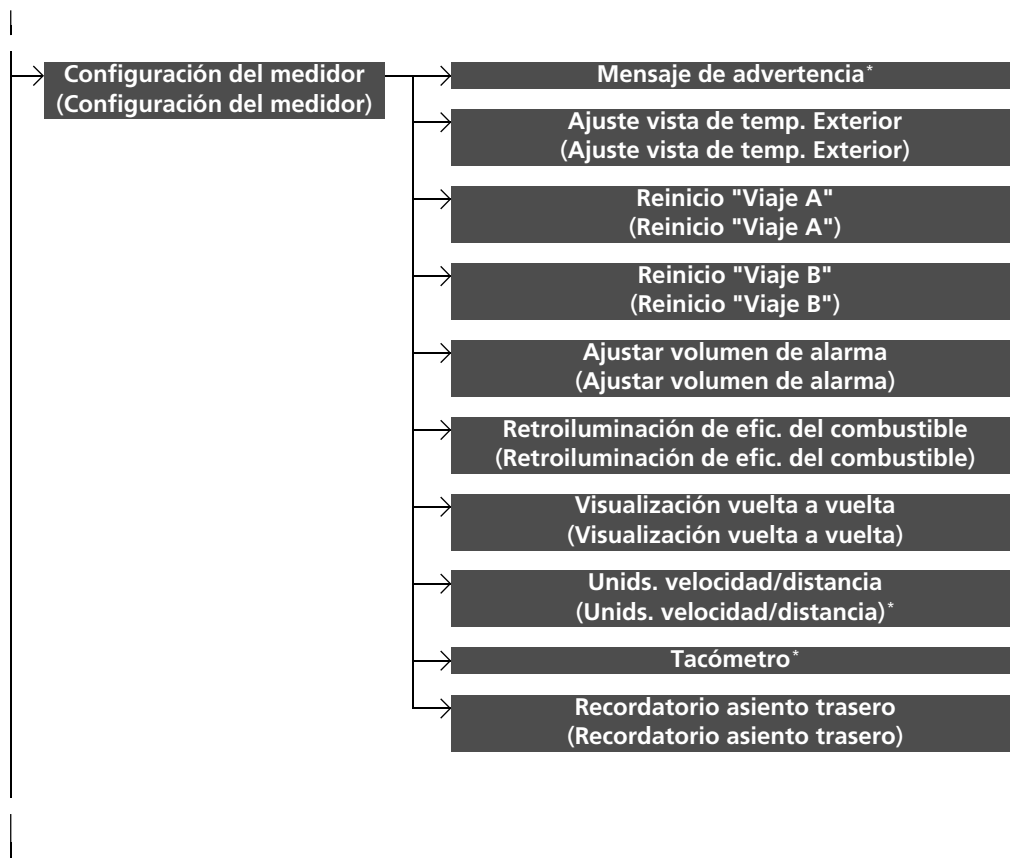 Configuración del medidor
(Configuración del medidor)
Mensaje de advertencia*
Ajuste vista de temp. Exterior
(Ajuste vista de temp. Exterior)
Reinicio "Viaje A"
(Reinicio "Viaje A")
Reinicio "Viaje B"
(Reinicio "Viaje B")
Ajustar volumen de alarma
(Ajustar volumen de alarma)
Retroiluminación de efic. del combustible
(Retroiluminación de efic. del combustible)
Visualización vuelta a vuelta
(Visualización vuelta a vuelta)
Unids. velocidad/distancia
(Unids. velocidad/distancia)*
Tacómetro*
Recordatorio asiento trasero
(Recordatorio asiento trasero)